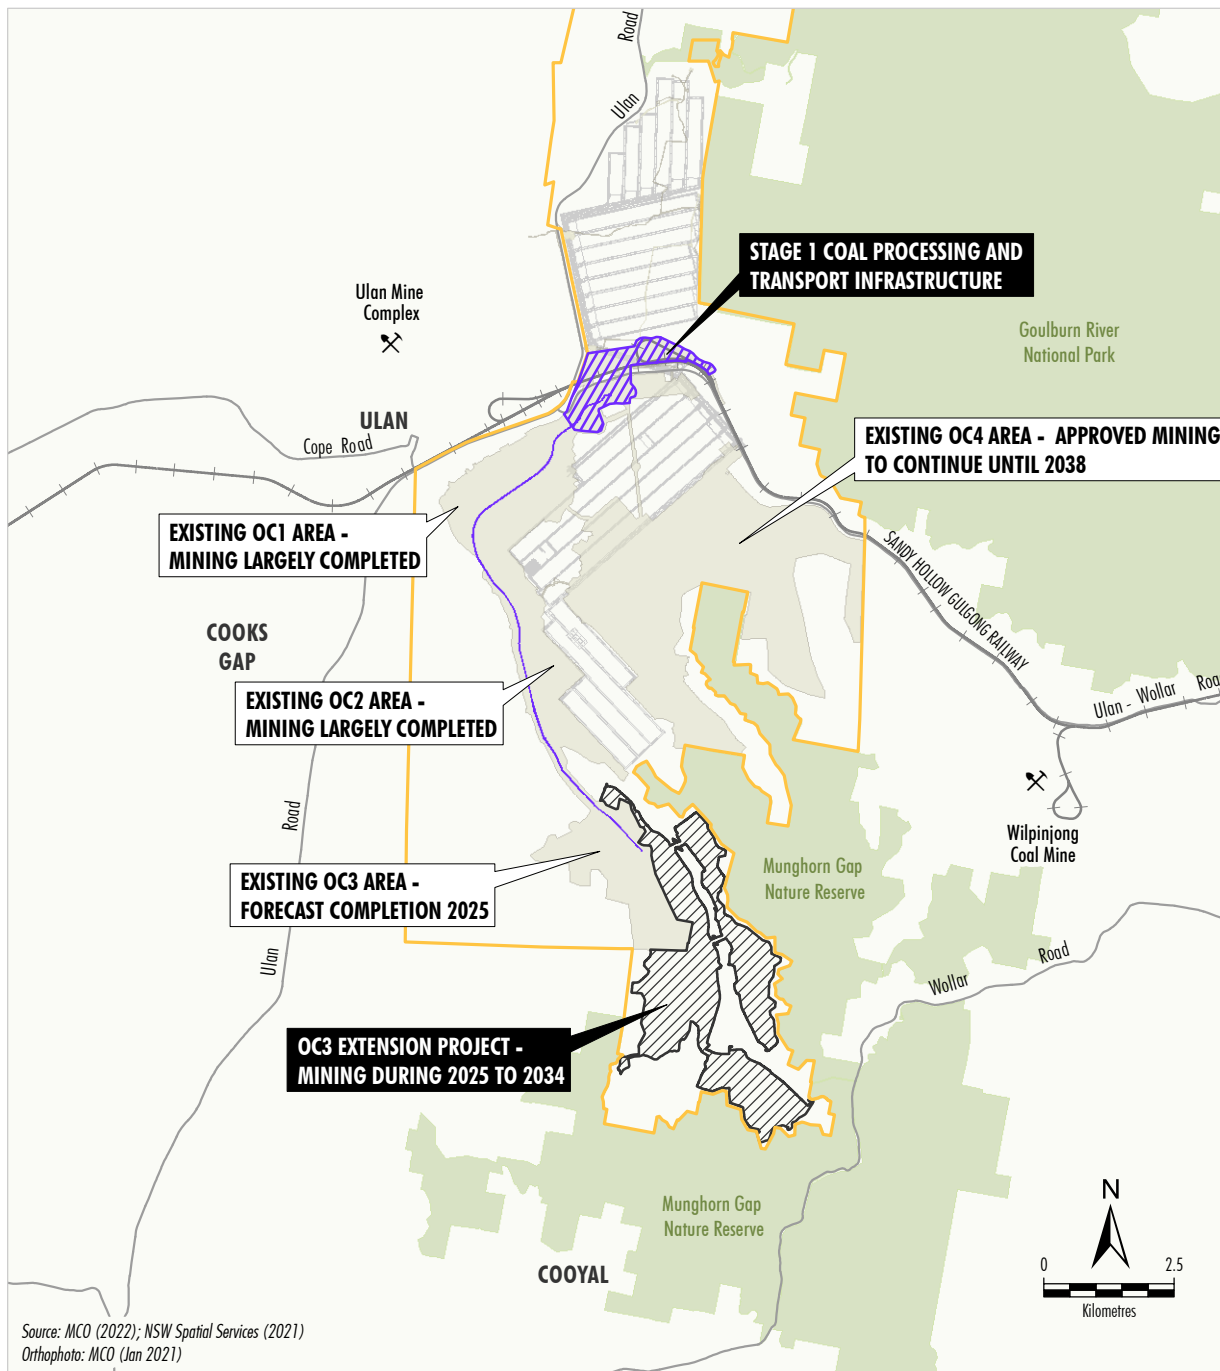 Road
Ulan
STAGE 1 COAL PROCESSING AND
TRANSPORT INFRASTRUCTURE
Ulan Mine
Complex
Goulburn River
National Park
ULAN
Cope Road
EXISTING OC4 AREA - APPROVED MINING
TO CONTINUE UNTIL 2038
EXISTING OC1 AREA -
MINING LARGELY COMPLETED
SANDY HOLLOW GULGONG RAILWAY
COOKS
GAP
EXISTING OC2 AREA -
MINING LARGELY COMPLETED
Ulan - Wollar Roa
Road
Wilpinjong
Coal Mine
Munghorn Gap
Nature Reserve
EXISTING OC3 AREA -
FORECAST COMPLETION 2025
Ulan
Wollar Road
OC3 EXTENSION PROJECT -
MINING DURING 2025 TO 2034
Munghorn Gap
Nature Reserve
N
COOYAL
0 2.5
Kilometres
Source: MCO (2022); NSW Spatial Services (2021)
Orthophoto: MCO (Jan 2021)